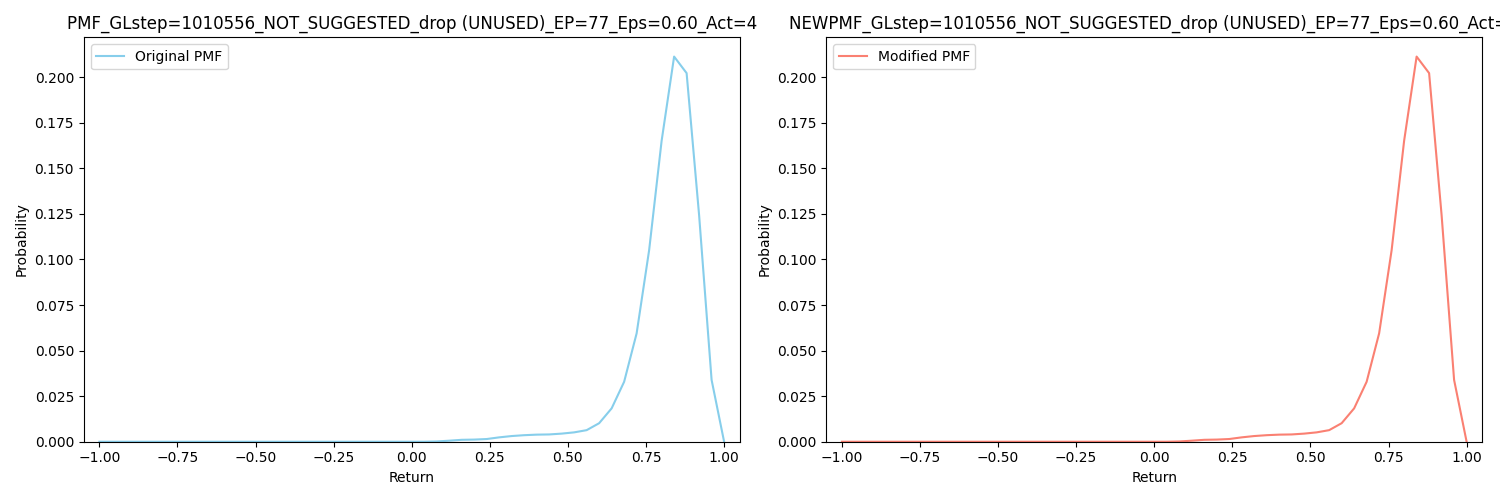 PMF_GLstep=1010556_NOT_SUGGESTED_drop (UNUSED)_EP=77_Eps=0.60_Act=4
Original PMF
0.200
0.175
0.150
0.125
0.100
0.075
0.050
0.025
0.000
Probability
−1.00 −0.75 −0.50 −0.25 0.00 0.25 0.50 0.75 1.00
Return
NEWPMF_GLstep=1010556_NOT_SUGGESTED_drop (UNUSED)_EP=77_Eps=0.60_Act=
Modified PMF
0.200
0.175
0.150
0.125
0.100
0.075
0.050
0.025
0.000
Probability
−1.00 −0.75 −0.50 −0.25 0.00 0.25 0.50 0.75 1.00
Return